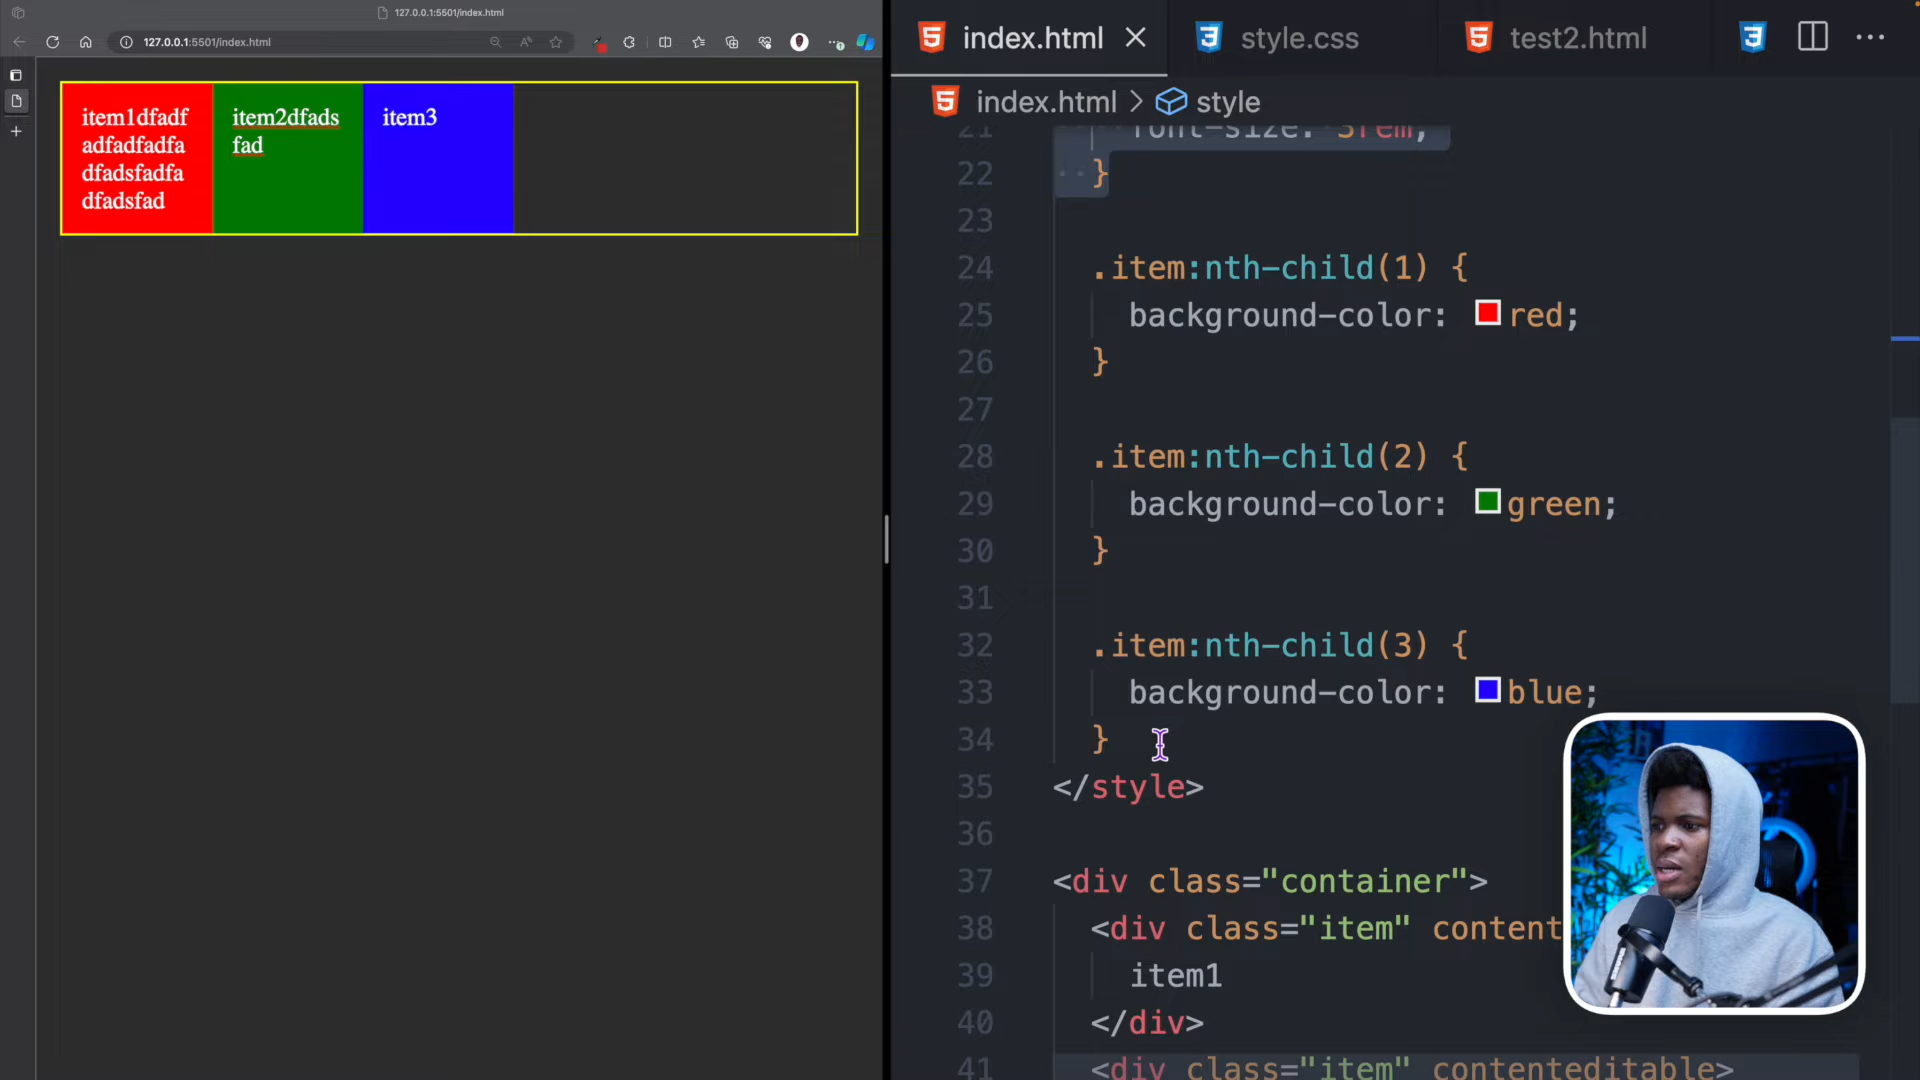 127.0.0.1:5501/index.html
127.0.0.1:5501/index.html
item1dfadf
adfadfadfa
dfadsfadfa
dfadsfad
item2dfads
fad
item3
index.html
style.css
test2.html
index.html > style
21 font-size: 3rem;
22 }
23
24 .item:nth-child(1) {
25 background-color: red;
26 }
27
28 .item:nth-child(2) {
29 background-color: green;
30 }
31
32 .item:nth-child(3) {
33 background-color: blue;
34 }
35 </style>
36
37 <div class="container">
38 <div class="item" content
39 item1
40 </div>
41 <div class="item" contenteditable>